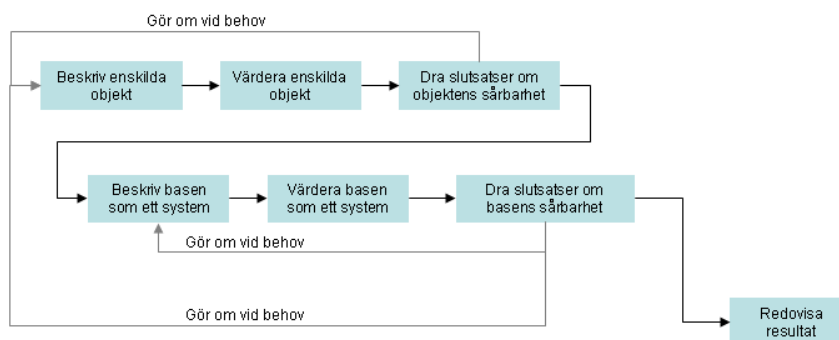 Gör om vid behov
Beskriv enskilda
objekt
Värdera enskilda
objekt
Dra slutsatser om
objektens sårbarhet
Beskriv basen
som ett system
Värdera basen
som ett system
Dra slutsatser om
basens sårbarhet
Gör om vid behov
Gör om vid behov
Redovisa
resultat